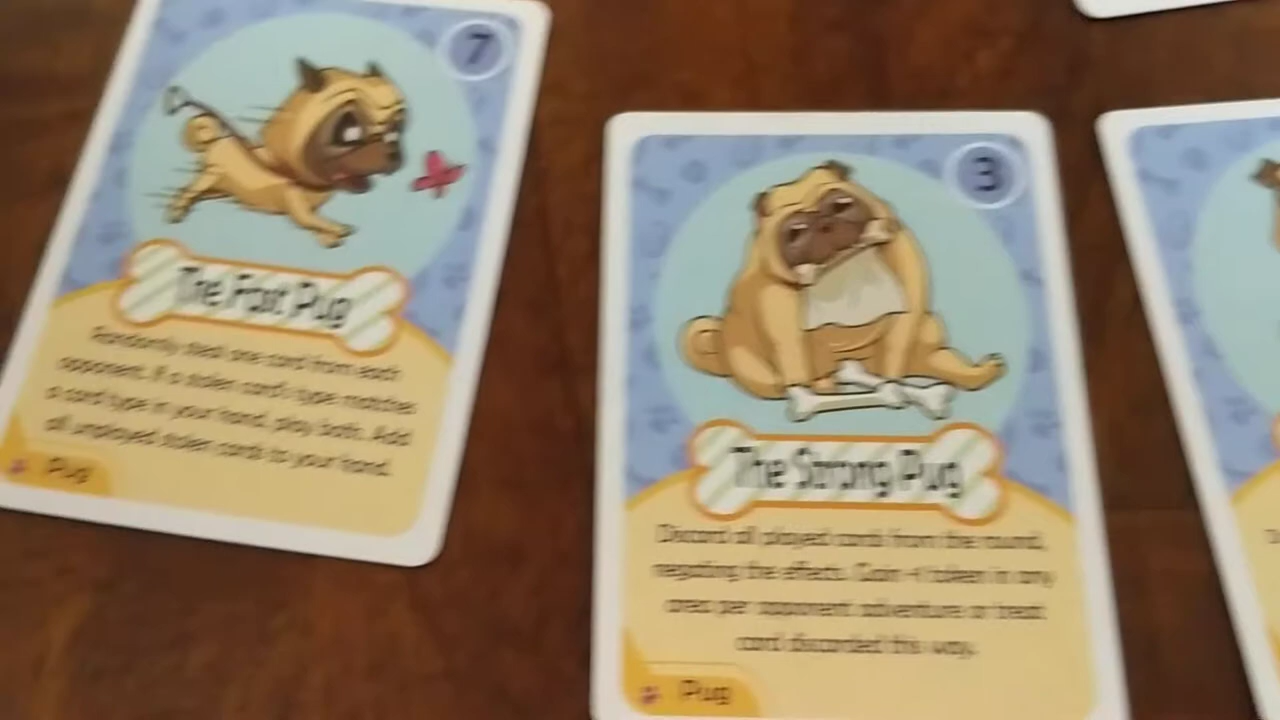 7
The Fast Pug
Randomly steal one card from each
opponent. If a stolen card's type matches
a card type in your hand, play both. Add
all unplayed stolen cards to your hand.
Pug
3
The Strong Pug
Discard all played cards from the round,
negating the effects. Gain +1 token in any
area per opponent adventure or treat
card discarded this way.
Pug